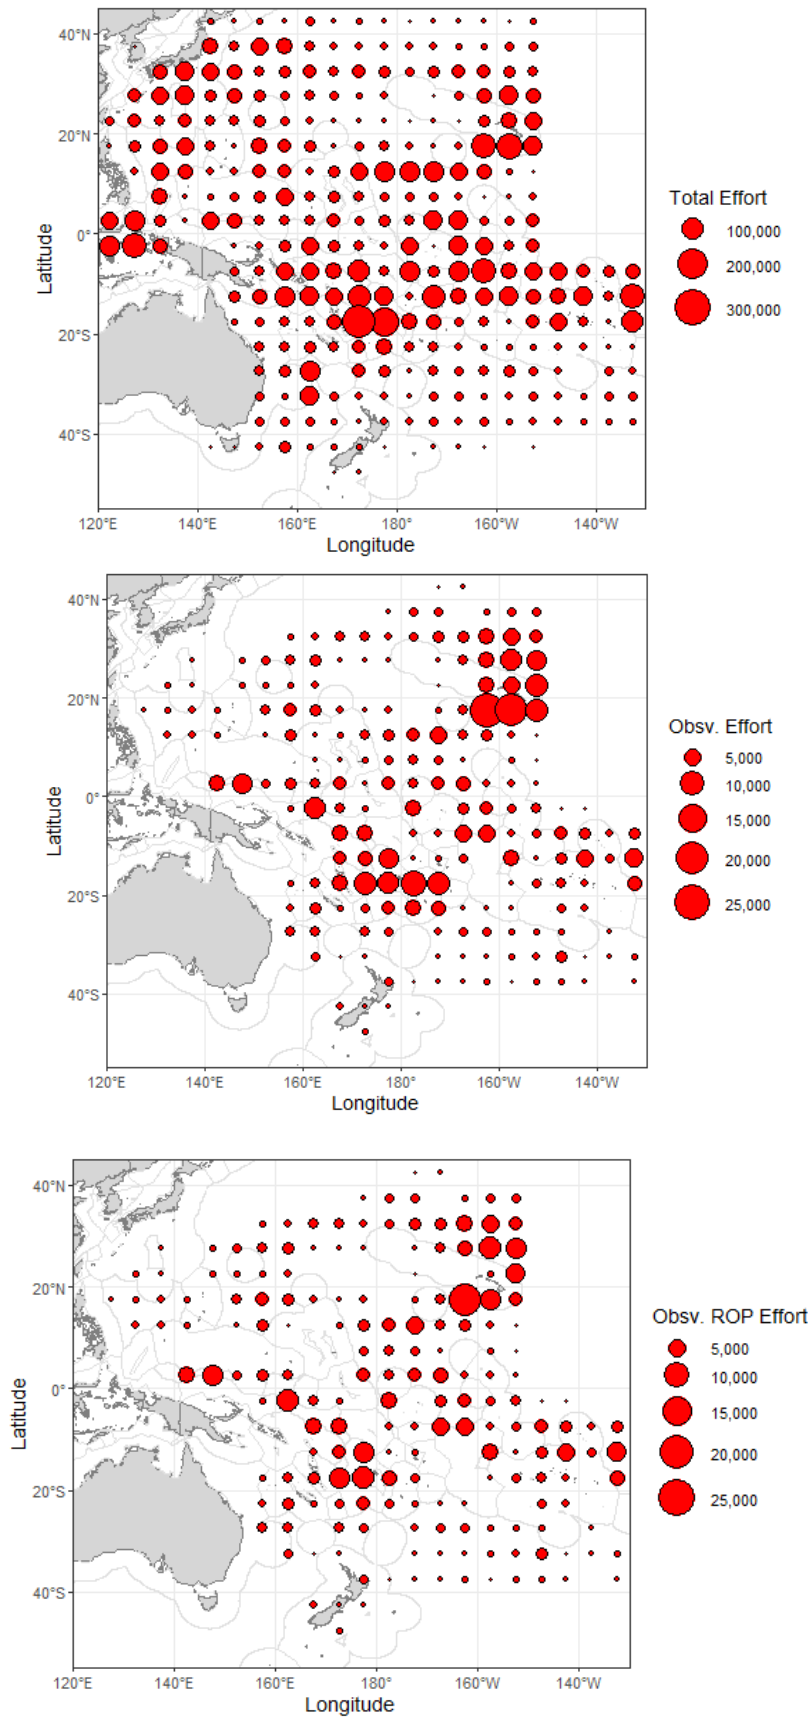 40°N
20°N
0°
20°S
40°S
Latitude
120°E 140°E 160°E 180° 160°W 140°W
Longitude
Total Effort
100,000
200,000
300,000
40°N
20°N
0°
20°S
40°S
Latitude
120°E 140°E 160°E 180° 160°W 140°W
Longitude
Obsv. Effort
5,000
10,000
15,000
20,000
25,000
40°N
20°N
0°
20°S
40°S
Latitude
120°E 140°E 160°E 180° 160°W 140°W
Longitude
Obsv. ROP Effort
5,000
10,000
15,000
20,000
25,000